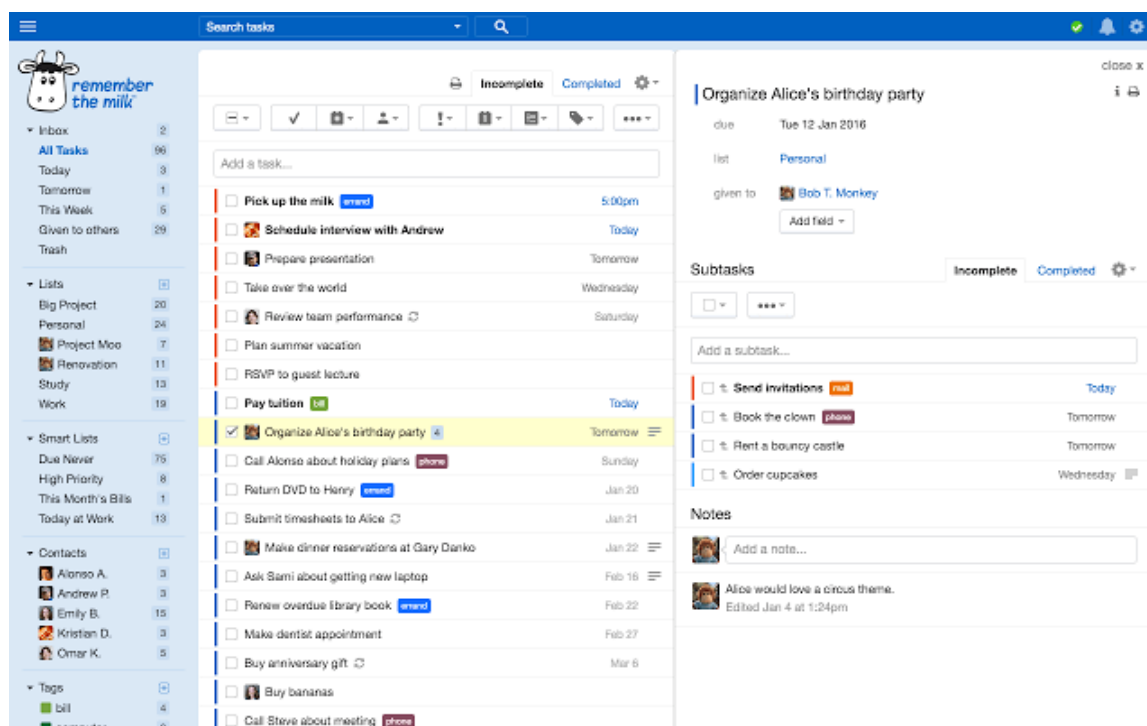 Search tasks
remember
the milk
Inbox 2
All Tasks 96
Today 3
Tomorrow 1
This Week 5
Given to others 29
Trash
Lists
Big Project 20
Personal 24
Project Moo 7
Renovation 11
Study 13
Work 19
Smart Lists
Due Never 75
High Priority 8
This Month's Bills 1
Today at Work 13
Contacts
Alonso A. 3
Andrew P. 3
Emily B. 15
Kristian D. 3
Omar K. 5
Tags
bill 4
Incomplete Completed
Add a task...
Pick up the milk errand 5:00pm
Schedule interview with Andrew Today
Prepare presentation Tomorrow
Take over the world Wednesday
Review team performance Saturday
Plan summer vacation
RSVP to guest lecture
Pay tuition bill Today
Organize Alice's birthday party 4 Tomorrow
Call Alonso about holiday plans phone Sunday
Return DVD to Henry errand Jan 20
Submit timesheets to Alice Jan 21
Make dinner reservations at Gary Danko Jan 22
Ask Sami about getting new laptop Feb 16
Renew overdue library book errand Feb 22
Make dentist appointment Feb 27
Buy anniversary gift Mar 6
Buy bananas
Call Steve about meeting phone
close x
Organize Alice's birthday party
due Tue 12 Jan 2016
list Personal
given to Bob T. Monkey
Add field
Subtasks Incomplete Completed
Add a subtask...
Send invitations mail Today
Book the clown phone Tomorrow
Rent a bouncy castle Tomorrow
Order cupcakes Wednesday
Notes
Add a note...
Alice would love a circus theme.
Edited Jan 4 at 1:24pm